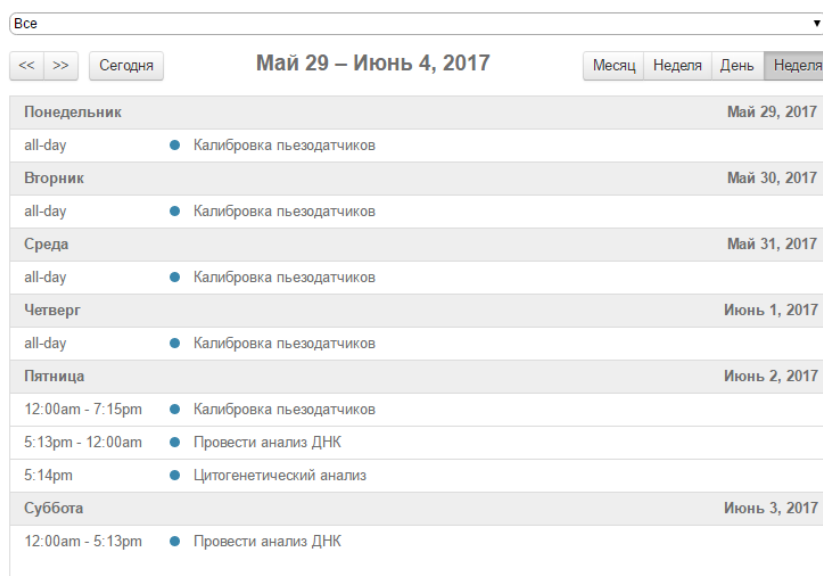 Все
<< >> Сегодня Май 29 – Июнь 4, 2017 Месяц Неделя День Неделя
Понедельник Май 29, 2017
all-day Калибровка пьезодатчиков
Вторник Май 30, 2017
all-day Калибровка пьезодатчиков
Среда Май 31, 2017
all-day Калибровка пьезодатчиков
Четверг Июнь 1, 2017
all-day Калибровка пьезодатчиков
Пятница Июнь 2, 2017
12:00am - 7:15pm Калибровка пьезодатчиков
5:13pm - 12:00am Провести анализ ДНК
5:14pm Цитогенетический анализ
Суббота Июнь 3, 2017
12:00am - 5:13pm Провести анализ ДНК